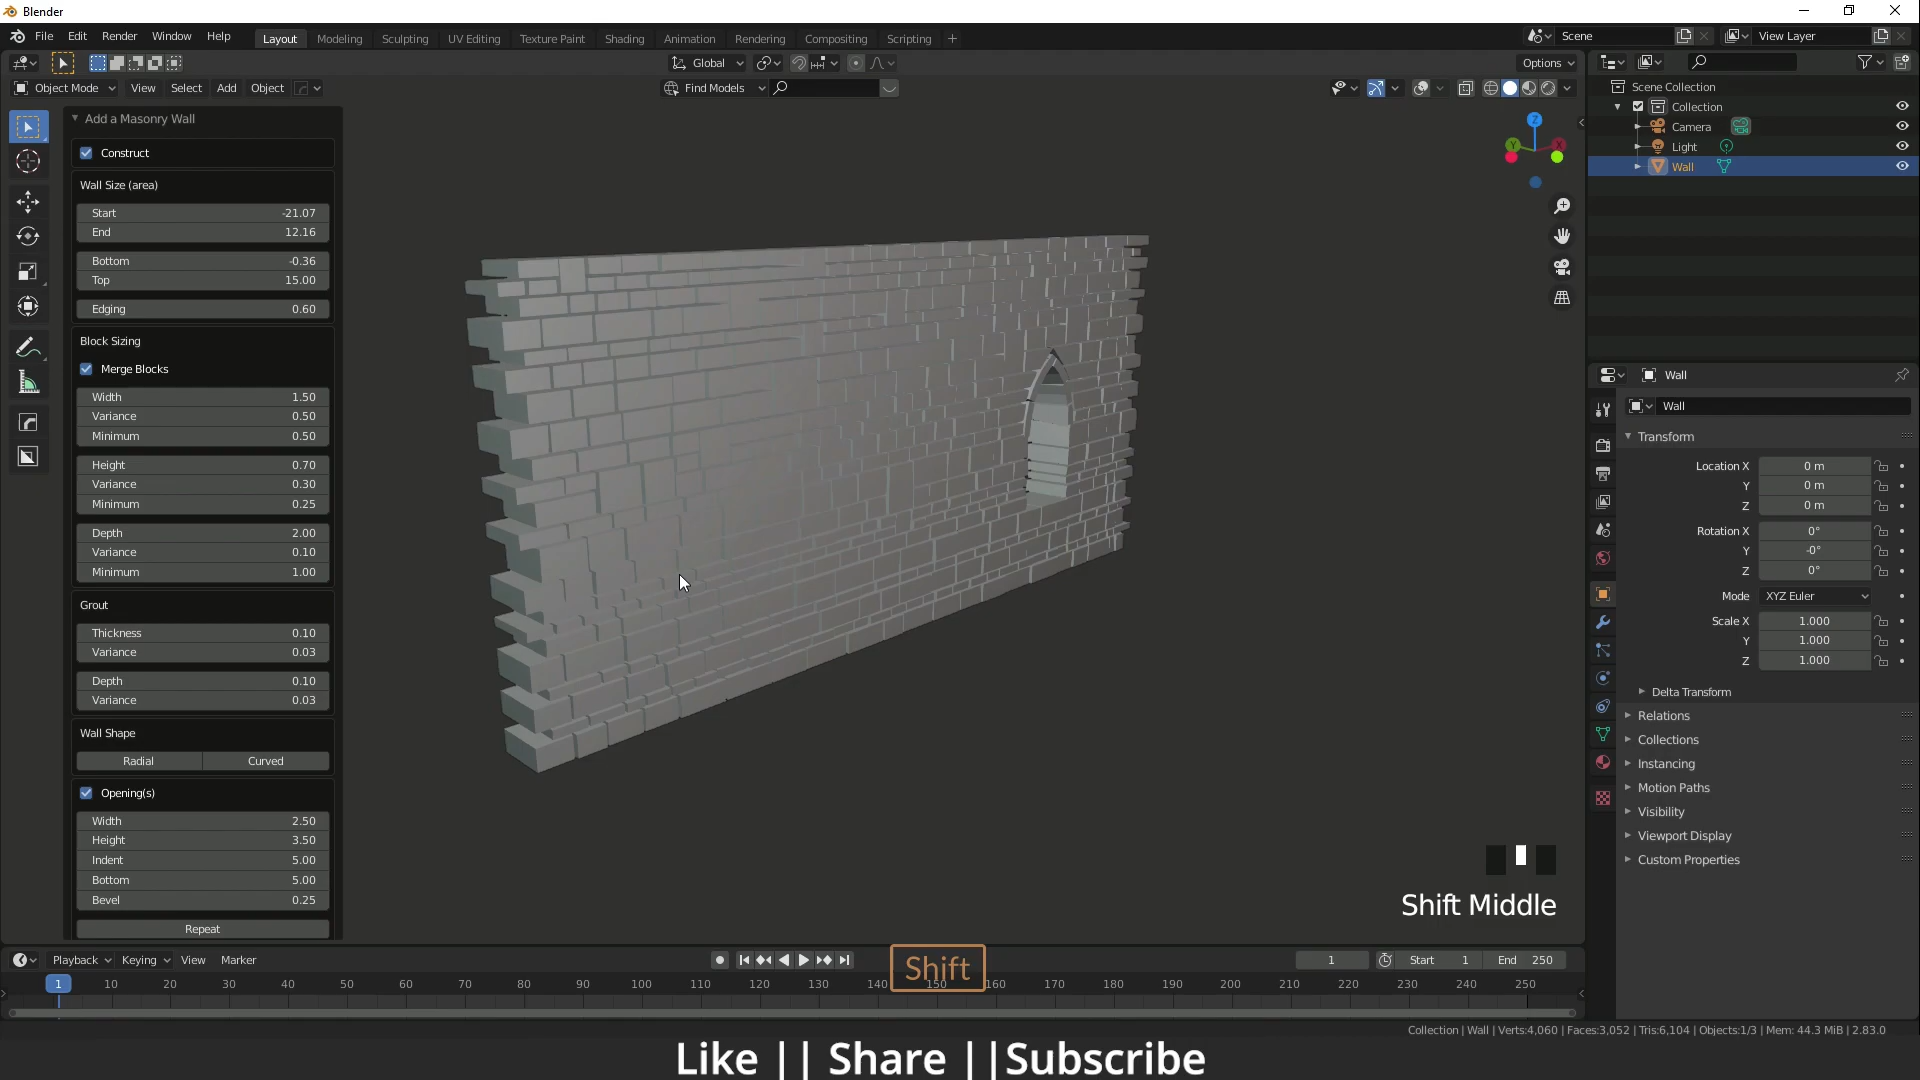 Blender
File Edit Render Window Help Layout Modeling Sculpting UV Editing Texture Paint Shading Animation Rendering Compositing Scripting + Scene View Layer
Global Options
Object Mode View Select Add Object Find Models
Scene Collection
Collection
Camera
Light
Wall
Add a Masonry Wall
Construct
Wall Size (area)
Start -21.07
End 12.16
Bottom -0.36
Top 15.00
Edging 0.60
Block Sizing
Merge Blocks
Width 1.50
Variance 0.50
Minimum 0.50
Height 0.70
Variance 0.30
Minimum 0.25
Depth 2.00
Variance 0.10
Minimum 1.00
Grout
Thickness 0.10
Variance 0.03
Depth 0.10
Variance 0.03
Wall Shape
Radial Curved
Opening(s)
Width 2.50
Height 3.50
Indent 5.00
Bottom 5.00
Bevel 0.25
Repeat
Z
Y X
Wall
Wall
Transform
Location X 0 m
Y 0 m
Z 0 m
Rotation X 0°
Y -0°
Z 0°
Mode XYZ Euler
Scale X 1.000
Y 1.000
Z 1.000
Delta Transform
Relations
Collections
Instancing
Motion Paths
Visibility
Viewport Display
Custom Properties
Shift Middle
Playback Keying View Marker 1 Start 1 End 250
Shift
1 10 20 30 40 50 60 70 80 90 100 110 120 130 140 150 160 170 180 190 200 210 220 230 240 250
Collection | Wall | Verts:4,060 | Faces:3,052 | Tris:6,104 | Objects:1/3 | Mem: 44.3 MiB | 2.83.0
Like || Share ||Subscribe